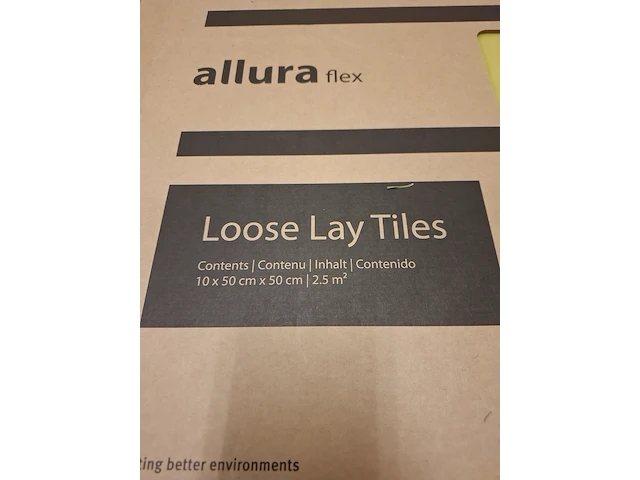 allura flex
Loose Lay Tiles
Contents | Contenu | Inhalt | Contenido
10 x 50 cm x 50 cm | 2.5 m²
better environments